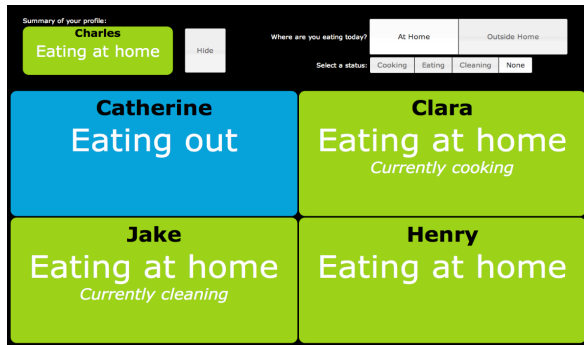 Summary of your profile:
Charles
Eating at home
Hide
Where are you eating today?
At Home
Outside Home
Select a status:
Cooking
Eating
Cleaning
None
Catherine
Eating out
Clara
Eating at home
Currently cooking
Jake
Eating at home
Currently cleaning
Henry
Eating at home